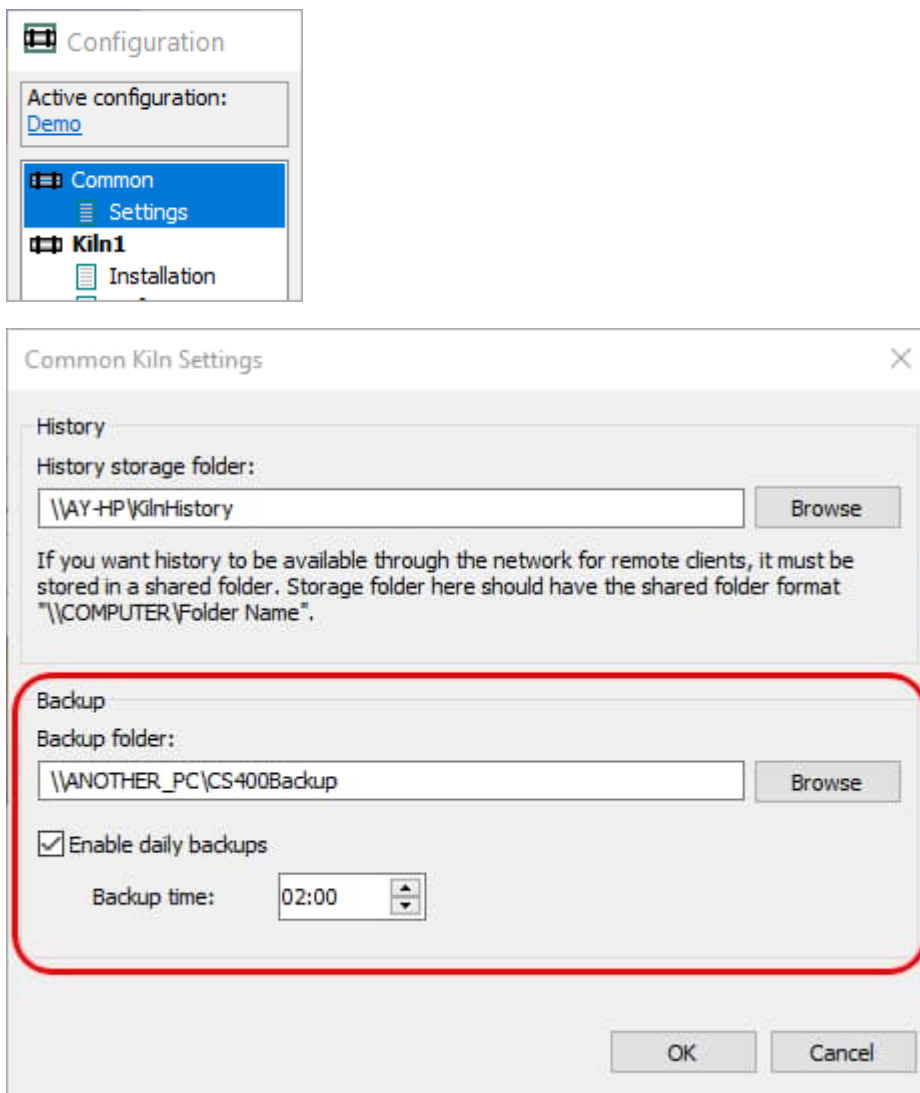 Configuration
Active configuration:
Demo
Common
Settings
Kiln1
Installation
Common Kiln Settings
History
History storage folder:
\\AY-HP\KilnHistory
Browse
If you want history to be available through the network for remote clients, it must be
stored in a shared folder. Storage folder here should have the shared folder format
"\\COMPUTER\Folder Name".
Backup
Backup folder:
\\ANOTHER_PC\CS400Backup
Browse
Enable daily backups
Backup time:
02:00
OK
Cancel